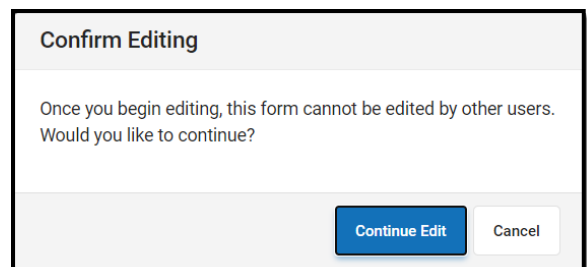 Confirm Editing
Once you begin editing, this form cannot be edited by other users.
Would you like to continue?
Continue Edit
Cancel